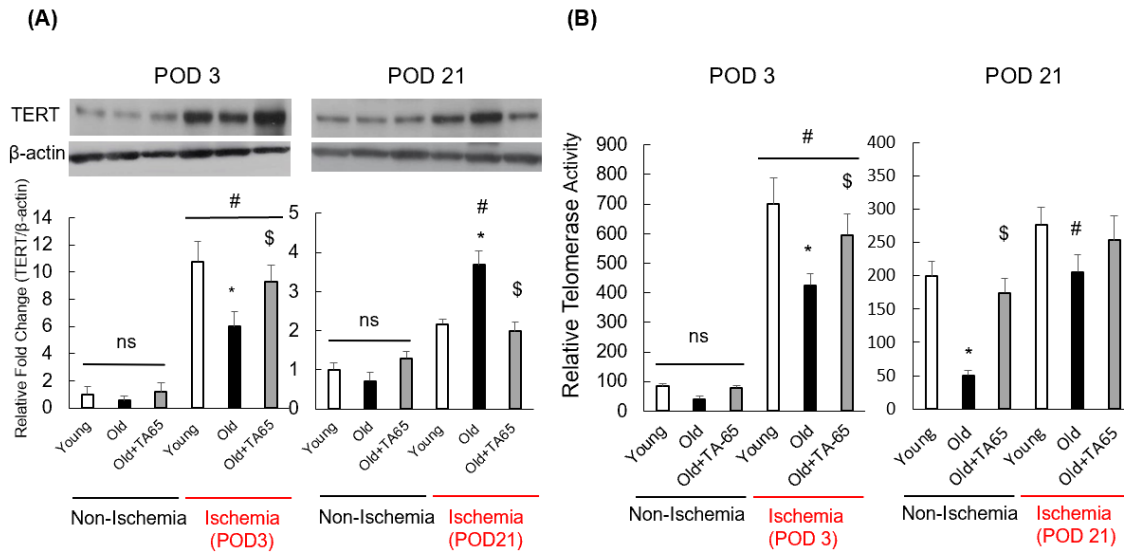 (A)
POD 3
POD 21
TERT
β-actin
Relative Fold Change (TERT/β-actin)
14
12
10
8
6
4
2
0
ns
#
*
$
Young
Old
Old+TA65
Young
Old
Old+TA65
Non-Ischemia
Ischemia
(POD3)
5
4
3
2
1
0
ns
#
*
$
Young
Old
Old+TA65
Young
Old
Old+TA65
Non-Ischemia
Ischemia
(POD21)
(B)
POD 3
POD 21
Relative Telomerase Activity
900
800
700
600
500
400
300
200
100
0
ns
#
*
$
Young
Old
Old+TA-65
Young
Old
Old+TA-65
Non-Ischemia
Ischemia
(POD 3)
400
350
300
250
200
150
100
50
0
*
$
#
Young
Old
Old+TA65
Young
Old
Old+TA65
Non-Ischemia
Ischemia
(POD 21)